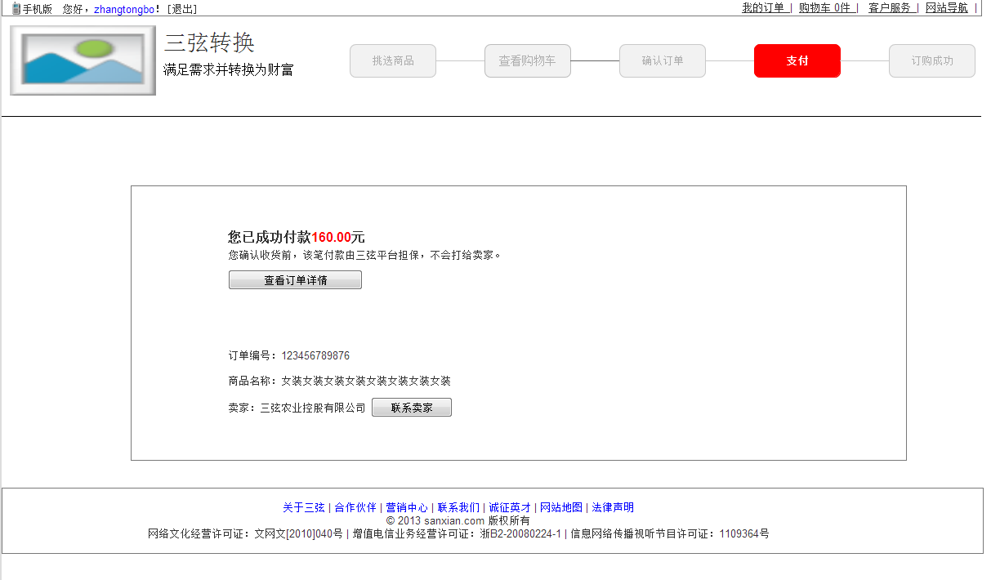 手机版 您好，zhangtongbo！[退出] 我的订单 | 购物车 0件 | 客户服务 | 网站导航 |
三弦转换
满足需求并转换为财富
挑选商品 查看购物车 确认订单 支付 订购成功
您已成功付款160.00元
您确认收货前，该笔付款由三弦平台担保，不会打给卖家。
查看订单详情
订单编号：123456789876
商品名称：女装女装女装女装女装女装女装女装
卖家：三弦农业控股有限公司 联系卖家
关于三弦 | 合作伙伴 | 营销中心 | 联系我们 | 诚征英才 | 网站地图 | 法律声明
© 2013 sanxian.com 版权所有
网络文化经营许可证：文网文[2010]040号 | 增值电信业务经营许可证：浙B2-20080224-1 | 信息网络传播视听节目许可证：1109364号